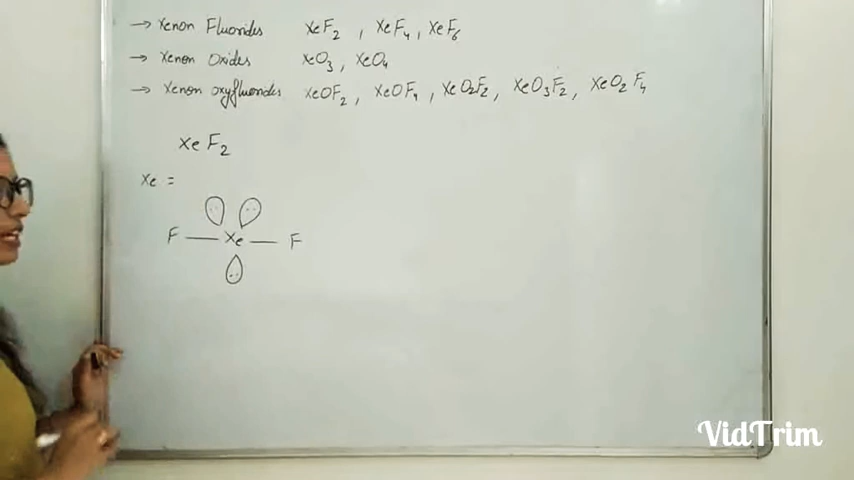 → Xenon Fluorides XeF₂ , XeF₄ , XeF₆
→ Xenon Oxides XeO₃ , XeO₄
→ Xenon oxyfluorides XeOF₂ , XeOF₄ , XeO₂F₂ , XeO₃F₂ , XeO₂F₄
XeF₂
Xe =
F — Xe — F
VidTrim